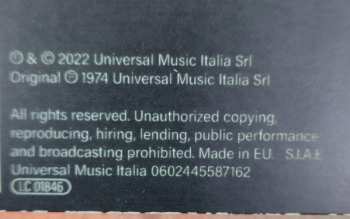 ℗ & © 2022 Universal Music Italia Srl
Original ℗ 1974 Universal Music Italia Srl
All rights reserved. Unauthorized copying,
reproducing, hiring, lending, public performance
and broadcasting prohibited. Made in EU. S.I.A.E
Universal Music Italia 0602445587162
LC 01846